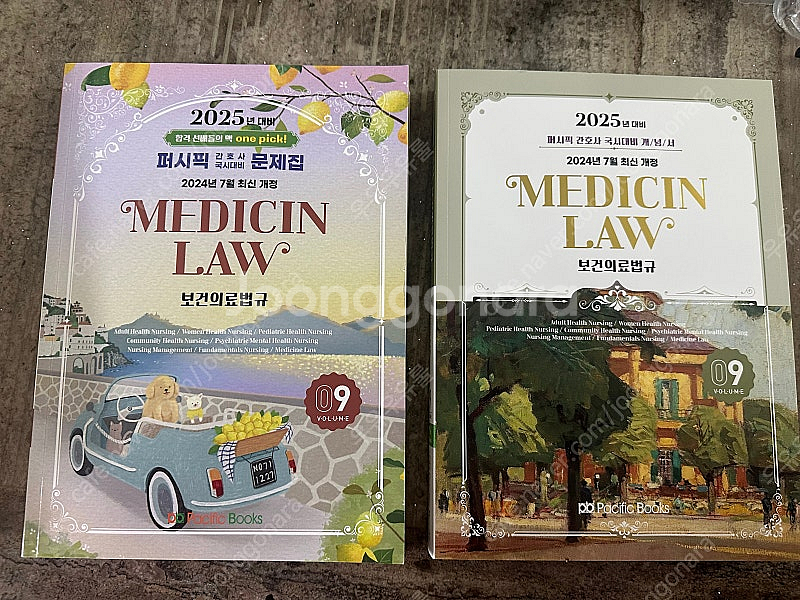 2025년 대비
합격 선배들의 픽 one pick!
퍼시픽 간호사 국시대비 문제집
2024년 7월 최신 개정
MEDICIN
LAW
보건의료법규
Adult Health Nursing / Women Health Nursing / Pediatric Health Nursing
Community Health Nursing / Psychiatric Mental Health Nursing
Nursing Management / Fundamentals Nursing / Medicine Law
09
VOLUME
NO71
1227
pb Pacific Books
2025년 대비
퍼시픽 간호사 국시대비 개/념/서
2024년 7월 최신 개정
MEDICIN
LAW
보건의료법규
Adult Health Nursing / Women Health Nursing
Pediatric Health Nursing / Community Health Nursing / Psychiatric Mental Health Nursing
Nursing Management / Fundamentals Nursing / Medicine Law
09
VOLUME
pb Pacific Books
joonggonara